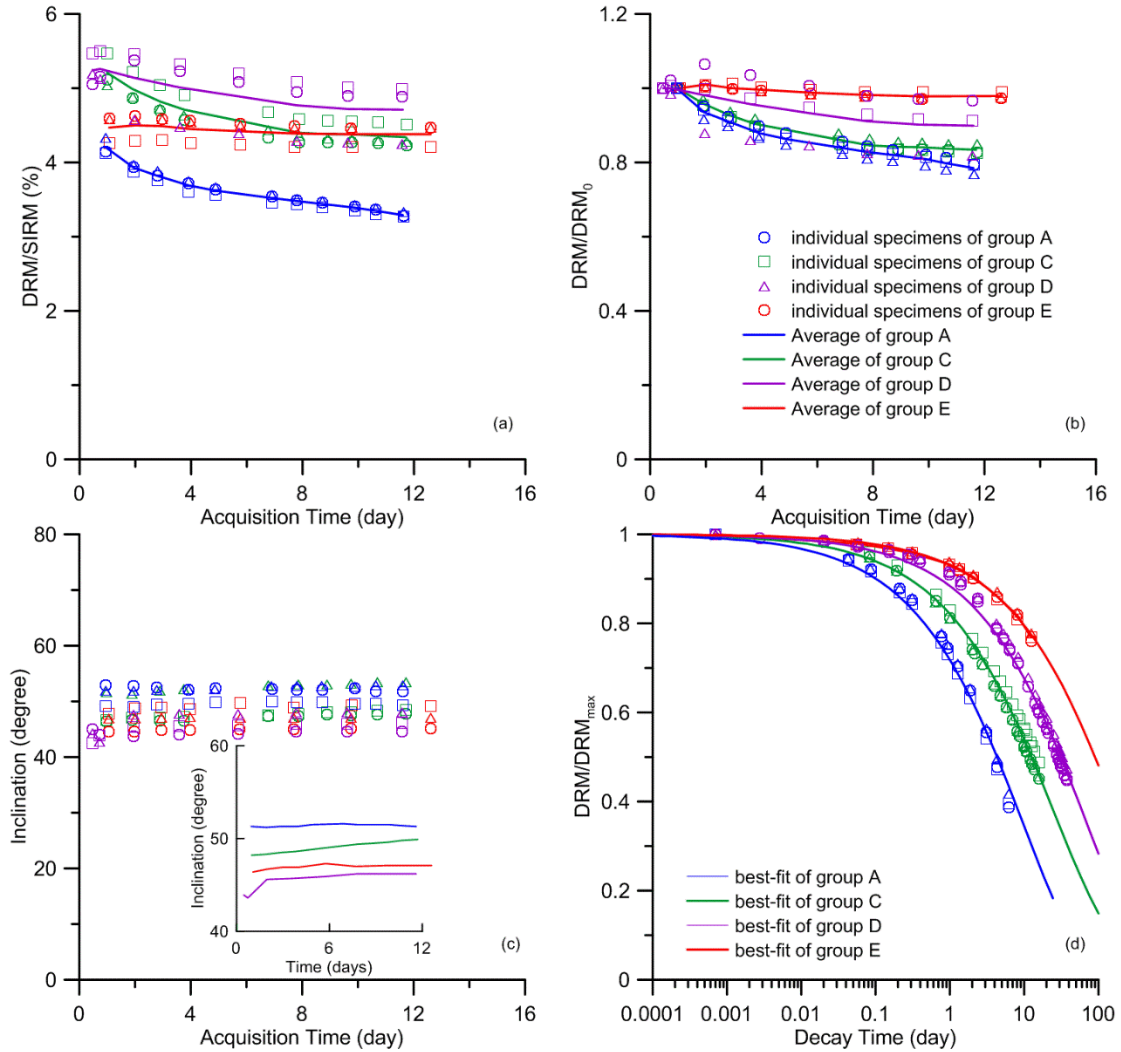 6
4
2
0
DRM/SIRM (%)
0
4
8
12
16
Acquisition Time (day)
(a)
1.2
0.8
0.4
0
DRM/DRM0
individual specimens of group A
individual specimens of group C
individual specimens of group D
individual specimens of group E
Average of group A
Average of group C
Average of group D
Average of group E
(b)
0
4
8
12
16
Acquisition Time (day)
80
70
60
50
40
30
20
10
0
Inclination (degree)
60
50
40
Inclination (degree)
0
6
12
Time (days)
(c)
0
4
8
12
16
Acquisition Time (day)
1
0.8
0.6
0.4
0.2
0
DRM/DRMmax
best-fit of group A
best-fit of group C
best-fit of group D
best-fit of group E
(d)
0.0001
0.001
0.01
0.1
1
10
100
Decay Time (day)